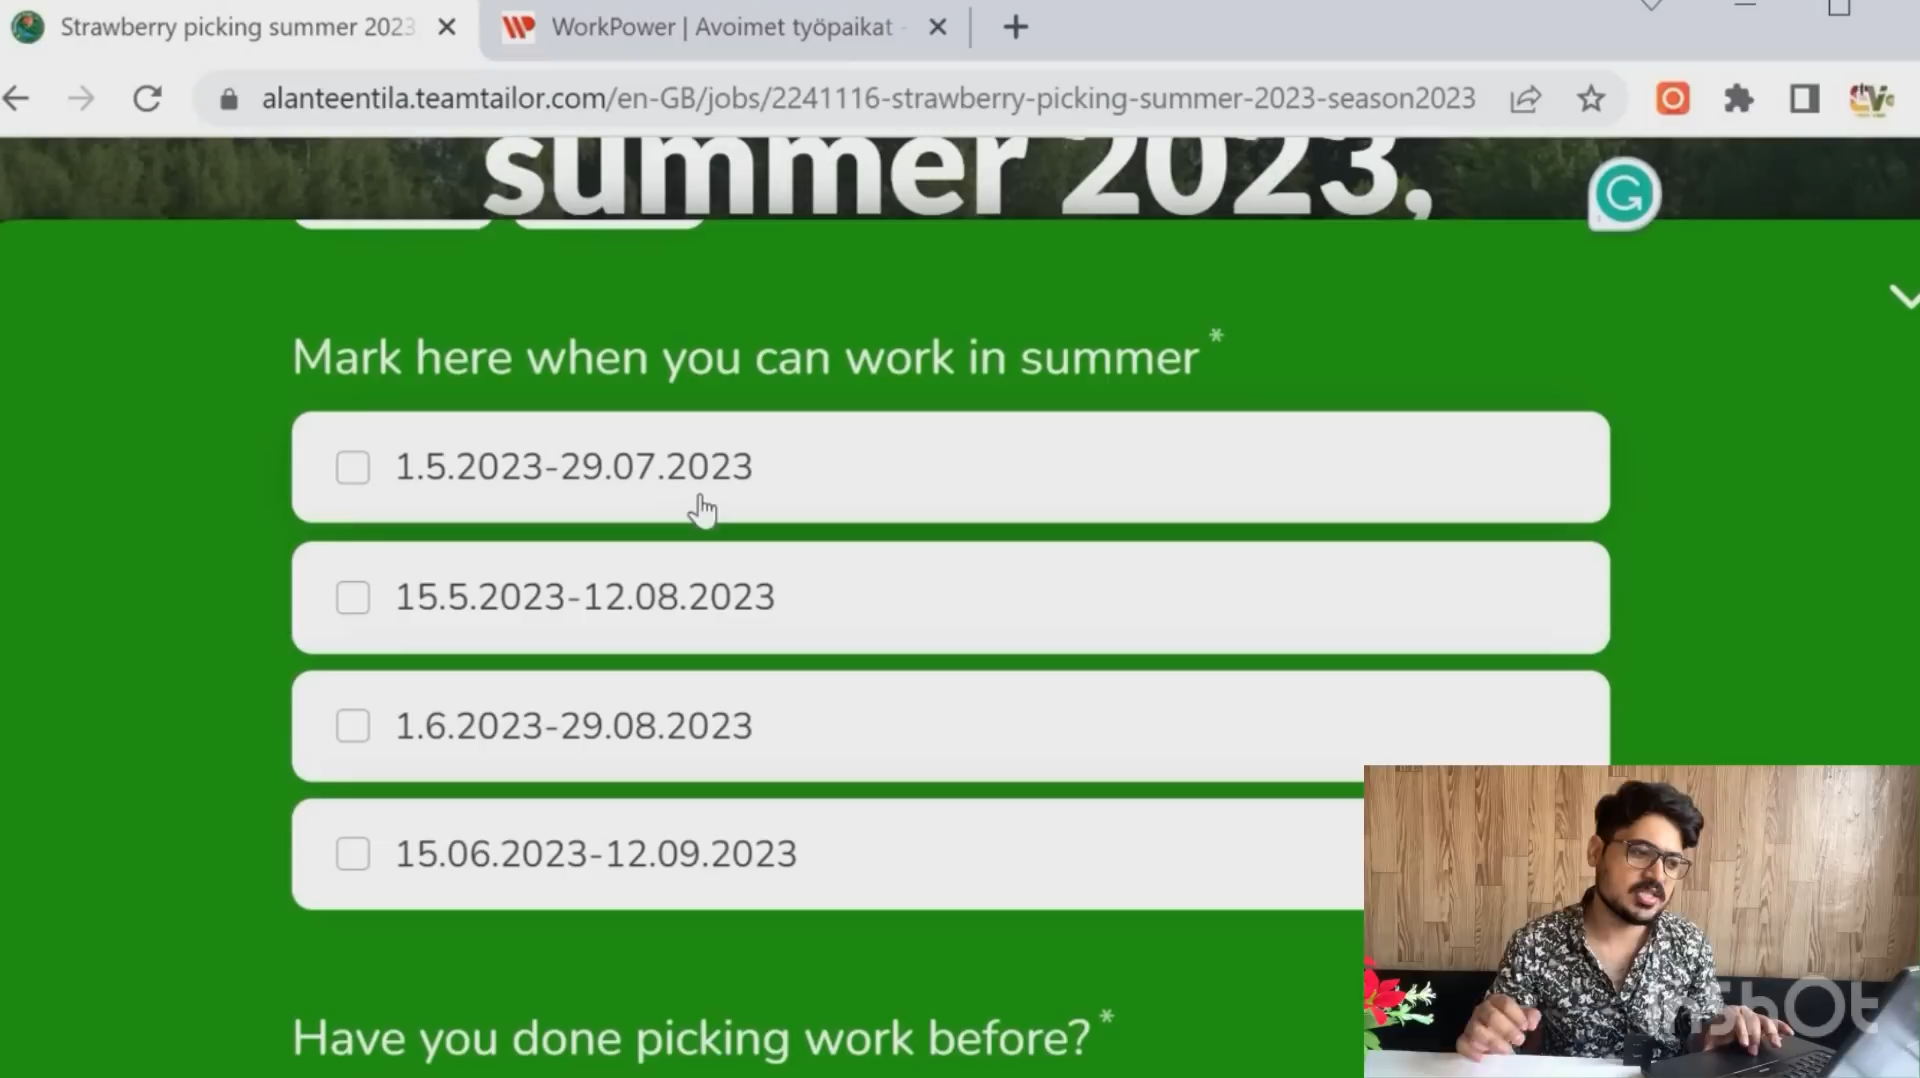 Strawberry picking summer 2023
WorkPower | Avoimet työpaikat -
alanteentila.teamtailor.com/en-GB/jobs/2241116-strawberry-picking-summer-2023-season2023
summer 2023,
Mark here when you can work in summer *
1.5.2023-29.07.2023
15.5.2023-12.08.2023
1.6.2023-29.08.2023
15.06.2023-12.09.2023
Have you done picking work before? *
InShOt